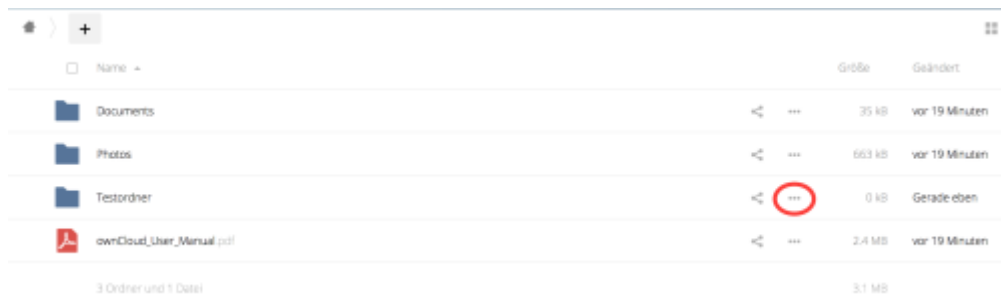 Name Größe Geändert
Documents 35 kB vor 19 Minuten
Photos 663 kB vor 19 Minuten
Testordner 0 kB Gerade eben
ownCloud_User_Manual.pdf 2.4 MB vor 19 Minuten
3 Ordner und 1 Datei 3.1 MB